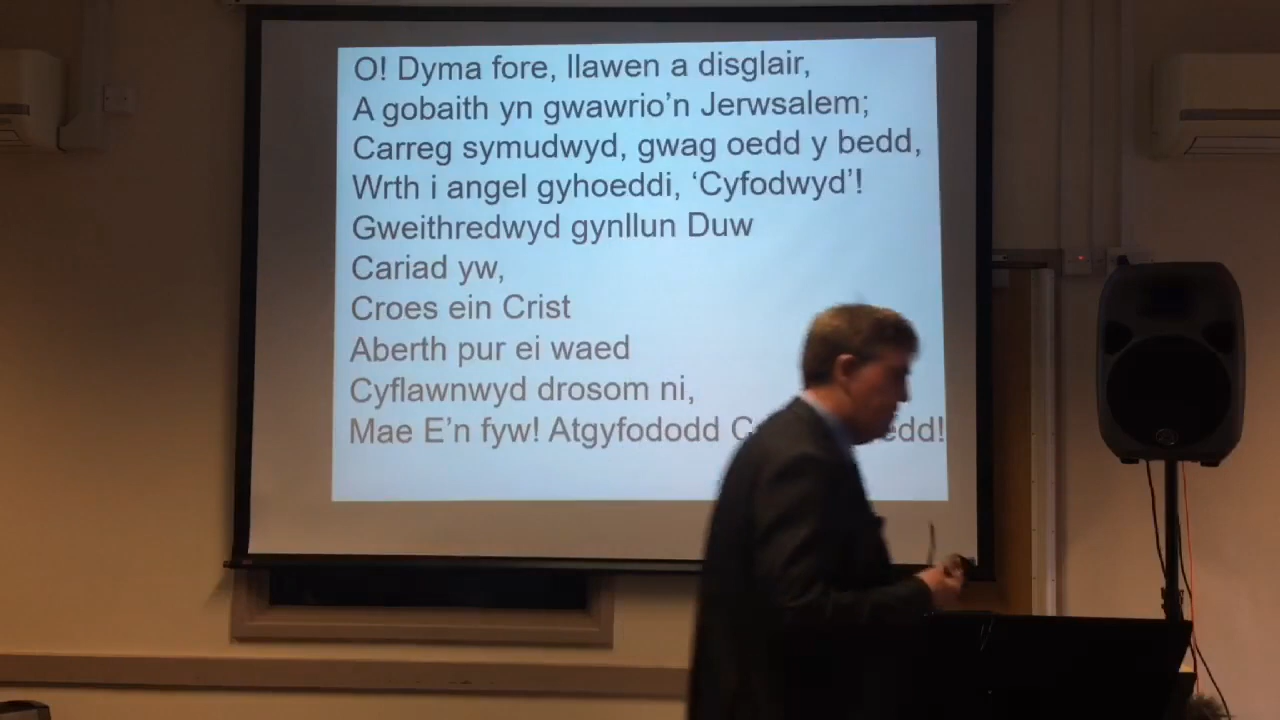 O! Dyma fore, llawen a disglair,
A gobaith yn gwawrio’n Jerwsalem;
Carreg symudwyd, gwag oedd y bedd,
Wrth i angel gyhoeddi, ‘Cyfodwyd’!
Gweithredwyd gynllun Duw
Cariad yw,
Croes ein Crist
Aberth pur ei waed
Cyflawnwyd drosom ni,
Mae E’n fyw! Atgyfododd